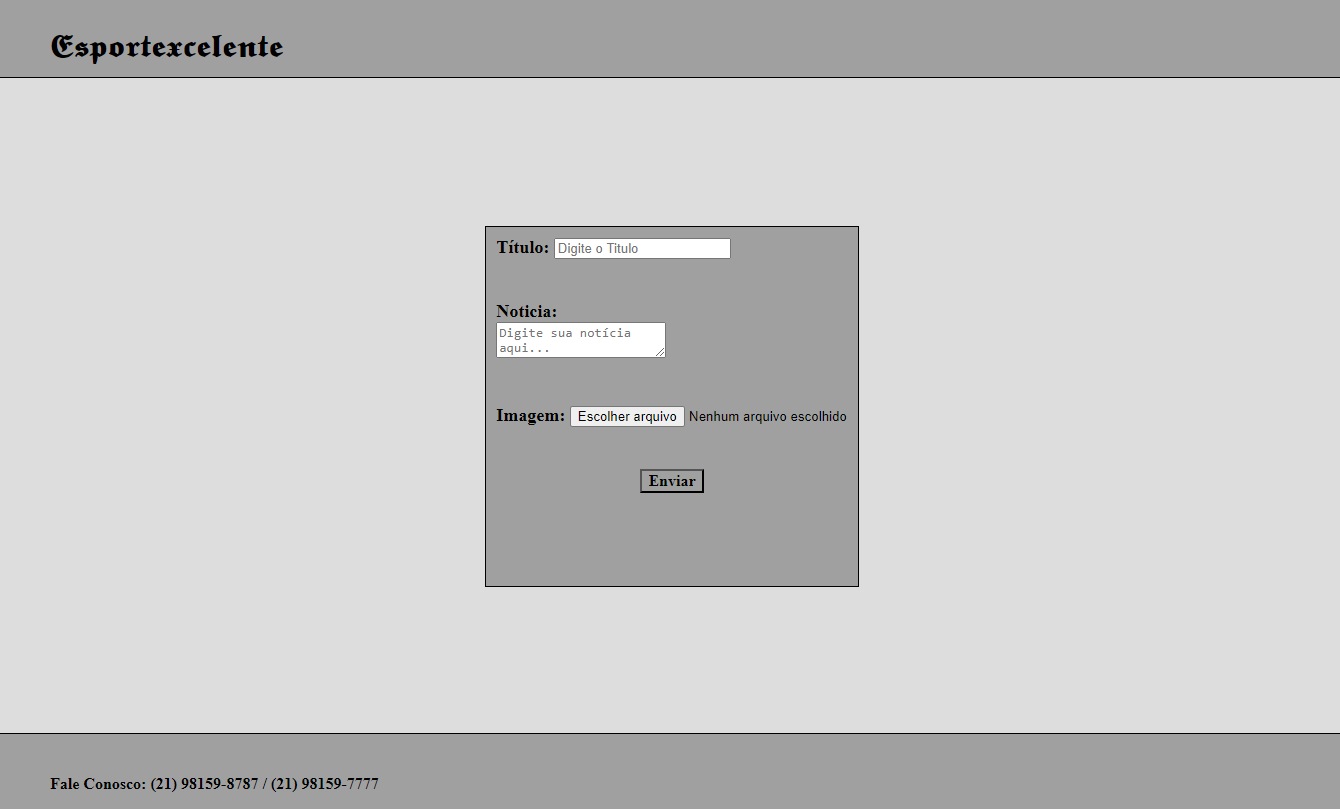 Esportexcelente
Título: Digite o Titulo
Noticia:
Digite sua notícia
aqui...
Imagem: Escolher arquivo Nenhum arquivo escolhido
Enviar
Fale Conosco: (21) 98159-8787 / (21) 98159-7777